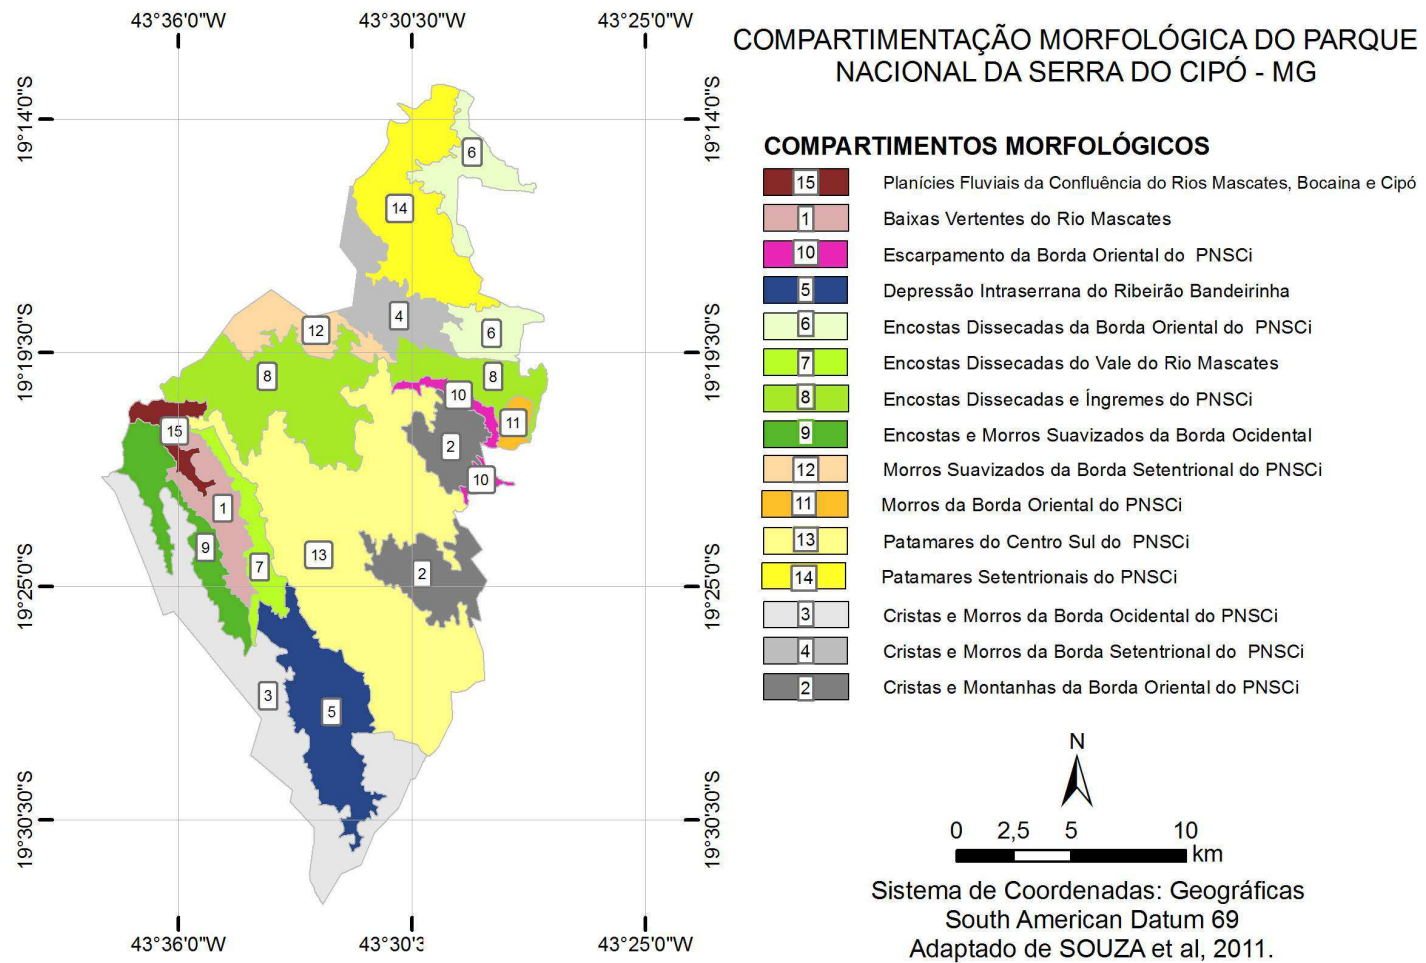 43°36'0"W 43°30'30"W 43°25'0"W
COMPARTIMENTAÇÃO MORFOLÓGICA DO PARQUE
NACIONAL DA SERRA DO CIPÓ - MG
19°14'0"S 19°14'0"S
COMPARTIMENTOS MORFOLÓGICOS
15 Planícies Fluviais da Confluência do Rios Mascates, Bocaina e Cipó
1 Baixas Vertentes do Rio Mascates
10 Escarpamento da Borda Oriental do PNSCi
5 Depressão Intraserrana do Ribeirão Bandeirinha
6 Encostas Dissecadas da Borda Oriental do PNSCi
7 Encostas Dissecadas do Vale do Rio Mascates
8 Encostas Dissecadas e Íngremes do PNSCi
9 Encostas e Morros Suavizados da Borda Ocidental
12 Morros Suavizados da Borda Setentrional do PNSCi
11 Morros da Borda Oriental do PNSCi
13 Patamares do Centro Sul do PNSCi
14 Patamares Setentrionais do PNSCi
3 Cristas e Morros da Borda Ocidental do PNSCi
4 Cristas e Morros da Borda Setentrional do PNSCi
2 Cristas e Montanhas da Borda Oriental do PNSCi
6
14
4
12
6
19°19'30"S 19°19'30"S
8
8
10
11
15
2
10
1
9
13
7
2
19°25'0"S 19°25'0"S
3
5
19°30'30"S 19°30'30"S
43°36'0"W 43°30'3 43°25'0"W
N
0 2,5 5 10
km
Sistema de Coordenadas: Geográficas
South American Datum 69
Adaptado de SOUZA et al, 2011.